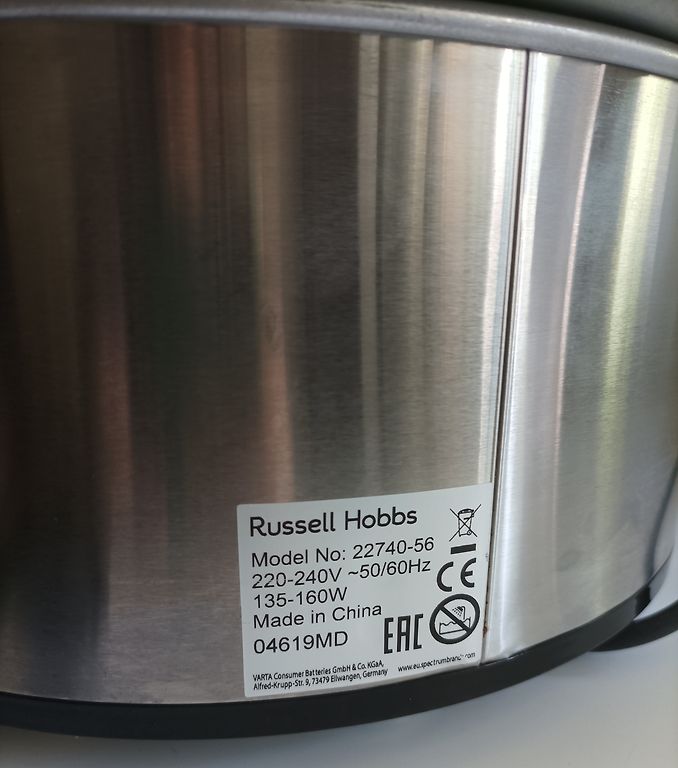 Russell Hobbs
Model No: 22740-56
220-240V ~50/60Hz
135-160W
Made in China
04619MD
CE
EAC
VARTA Consumer Batteries GmbH & Co. KGaA,
Alfred-Krupp-Str. 9, 73479 Ellwangen, Germany